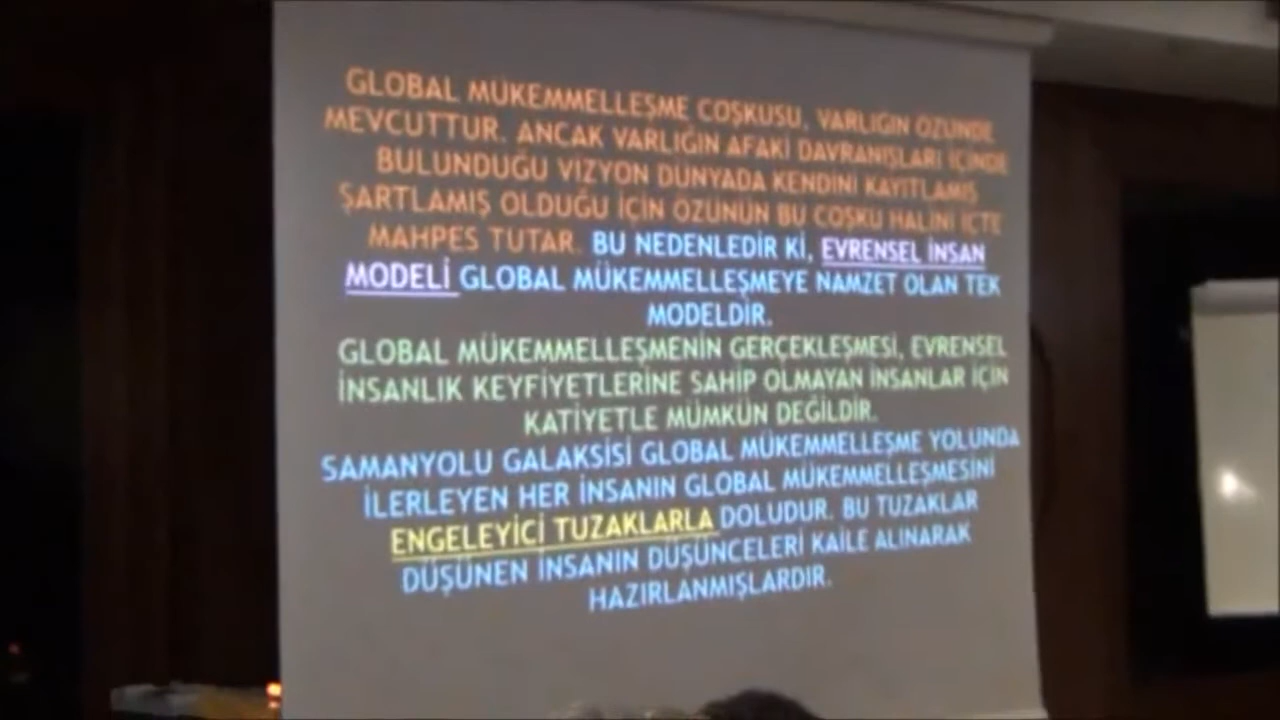 GLOBAL MÜKEMMELLEŞME COŞKUSU, VARLIĞIN ÖZÜNDE
MEVCUTTUR. ANCAK VARLIĞIN AFAKİ DAVRANIŞLARI İÇİNDE
BULUNDUĞU VİZYON DÜNYADA KENDİNİ KAYITLAMIŞ
ŞARTLAMIŞ OLDUĞU İÇİN ÖZÜNÜN BU COŞKU HALİNİ İÇTE
MAHPES TUTAR. BU NEDENLEDİR Kİ, EVRENSEL İNSAN
MODELİ GLOBAL MÜKEMMELLEŞMEYE NAMZET OLAN TEK
MODELDİR.
GLOBAL MÜKEMMELLEŞMENİN GERÇEKLEŞMESİ, EVRENSEL
İNSANLIK KEYFİYETLERİNE SAHİP OLMAYAN İNSANLAR İÇİN
KATİYETLE MÜMKÜN DEĞİLDİR.
SAMANYOLU GALAKSİSİ GLOBAL MÜKEMMELLEŞME YOLUNDA
İLERLEYEN HER İNSANIN GLOBAL MÜKEMMELLEŞMESİNİ
ENGELEYİCİ TUZAKLARLA DOLUDUR. BU TUZAKLAR
DÜŞÜNEN İNSANIN DÜŞÜNCELERİ KAİLE ALINARAK
HAZIRLANMIŞLARDIR.